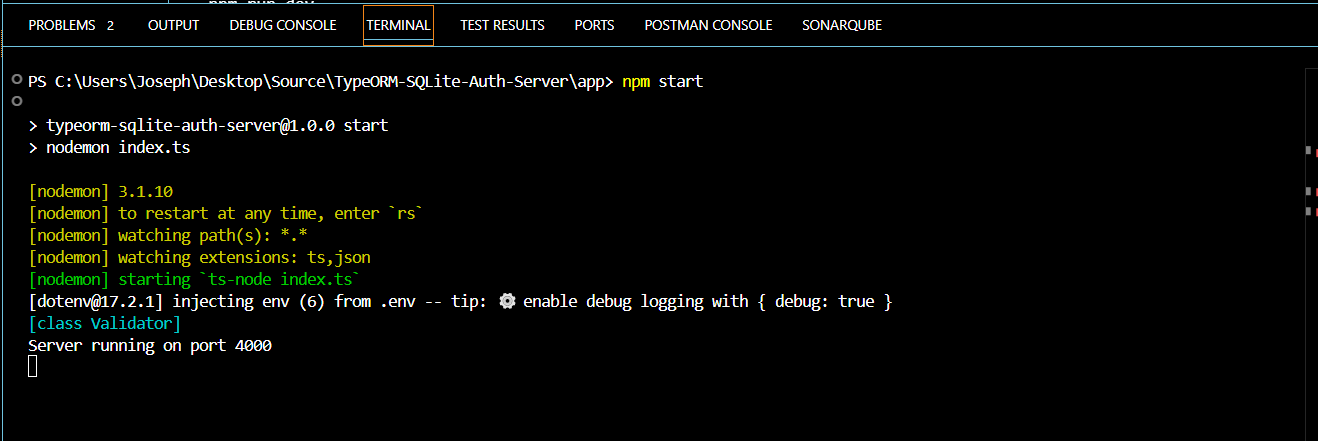 npm run dev
PROBLEMS 2 OUTPUT DEBUG CONSOLE TERMINAL TEST RESULTS PORTS POSTMAN CONSOLE SONARQUBE
PS C:\Users\Joseph\Desktop\Source\TypeORM-SQLite-Auth-Server\app> npm start
> typeorm-sqlite-auth-server@1.0.0 start
> nodemon index.ts
[nodemon] 3.1.10
[nodemon] to restart at any time, enter `rs`
[nodemon] watching path(s): *.*
[nodemon] watching extensions: ts,json
[nodemon] starting `ts-node index.ts`
[dotenv@17.2.1] injecting env (6) from .env -- tip: ⚙️ enable debug logging with { debug: true }
[class Validator]
Server running on port 4000